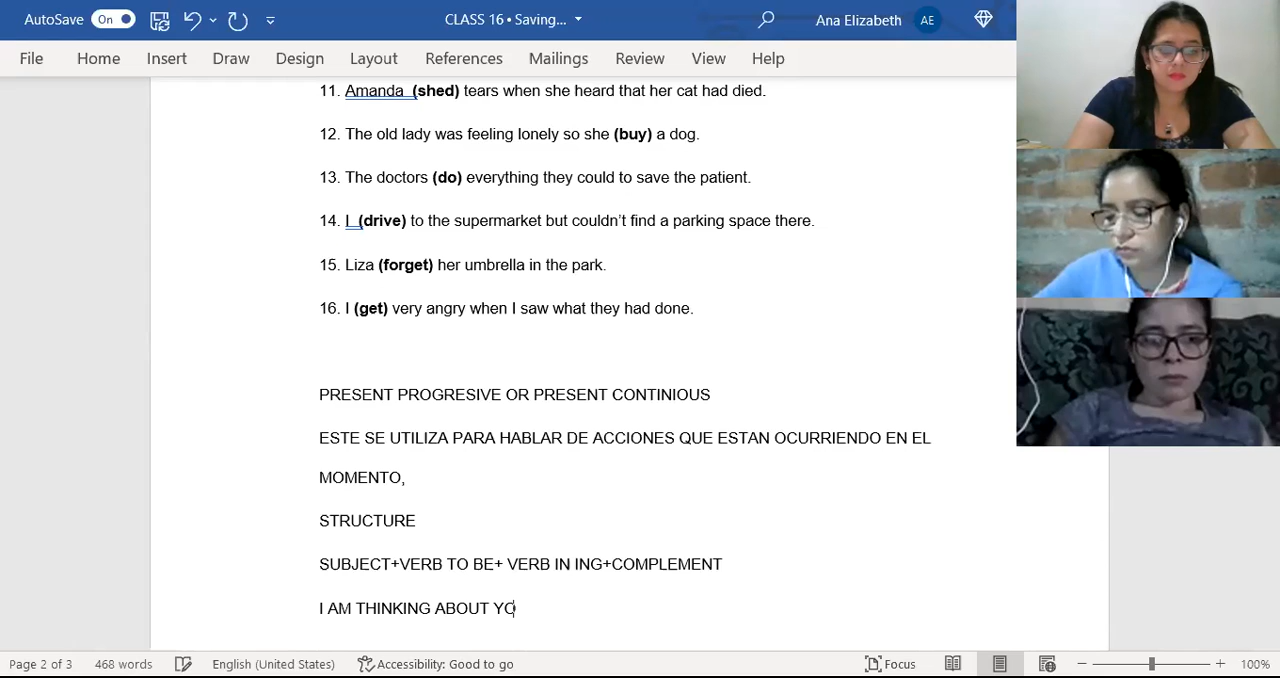 AutoSave On CLASS 16 • Saving... Ana Elizabeth AE
File Home Insert Draw Design Layout References Mailings Review View Help
11. Amanda (shed) tears when she heard that her cat had died.
12. The old lady was feeling lonely so she (buy) a dog.
13. The doctors (do) everything they could to save the patient.
14. I (drive) to the supermarket but couldn't find a parking space there.
15. Liza (forget) her umbrella in the park.
16. I (get) very angry when I saw what they had done.
PRESENT PROGRESIVE OR PRESENT CONTINIOUS
ESTE SE UTILIZA PARA HABLAR DE ACCIONES QUE ESTAN OCURRIENDO EN EL
MOMENTO,
STRUCTURE
SUBJECT+VERB TO BE+ VERB IN ING+COMPLEMENT
I AM THINKING ABOUT YO
Page 2 of 3 468 words English (United States) Accessibility: Good to go Focus 100%